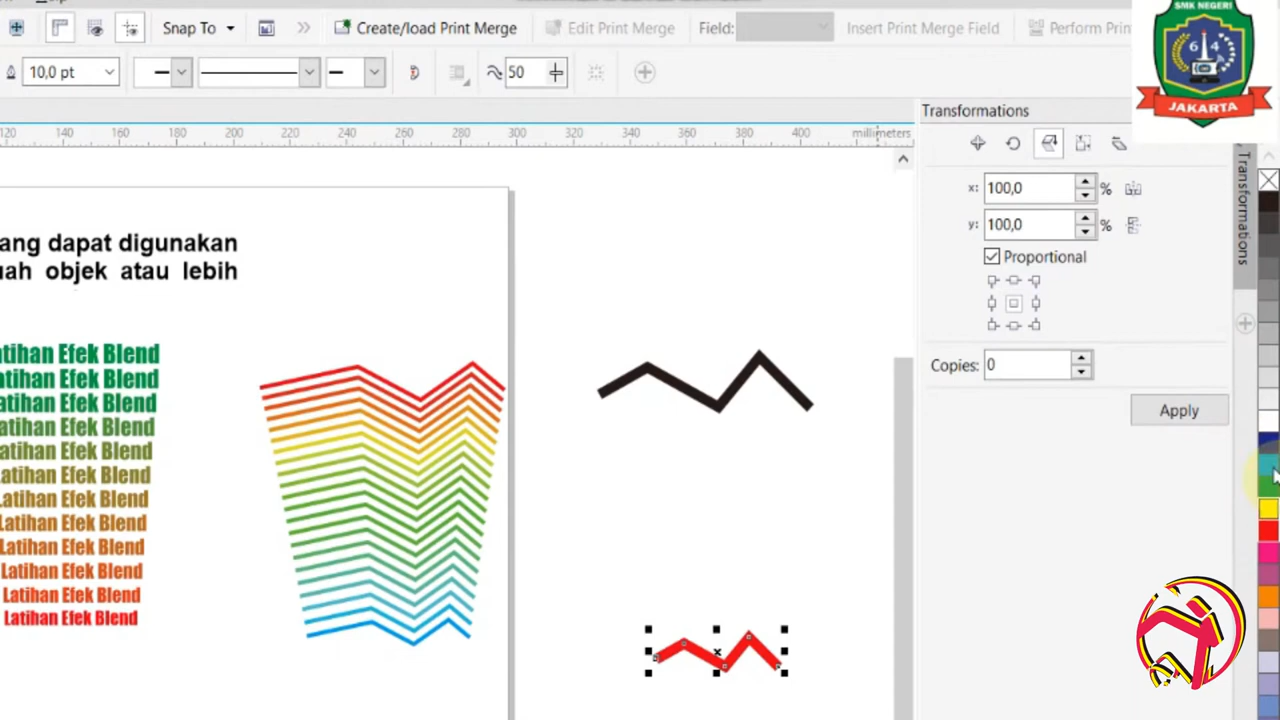 SMK NEGERI
6 4
JAKARTA
Snap To
Create/load Print Merge
Edit Print Merge
Field:
Insert Print Merge Field
Perform Prin
10,0 pt
50
120 140 160 180 200 220 240 260 280 300 320 340 360 380 400 millimeters
Transformations
x: 100,0 %
y: 100,0 %
Proportional
Copies: 0
Apply
Transformations
ang dapat digunakan
uah objek atau lebih
atihan Efek Blend
atihan Efek Blend
atihan Efek Blend
atihan Efek Blend
atihan Efek Blend
Latihan Efek Blend
Latihan Efek Blend
Latihan Efek Blend
Latihan Efek Blend
Latihan Efek Blend
Latihan Efek Blend
Latihan Efek Blend